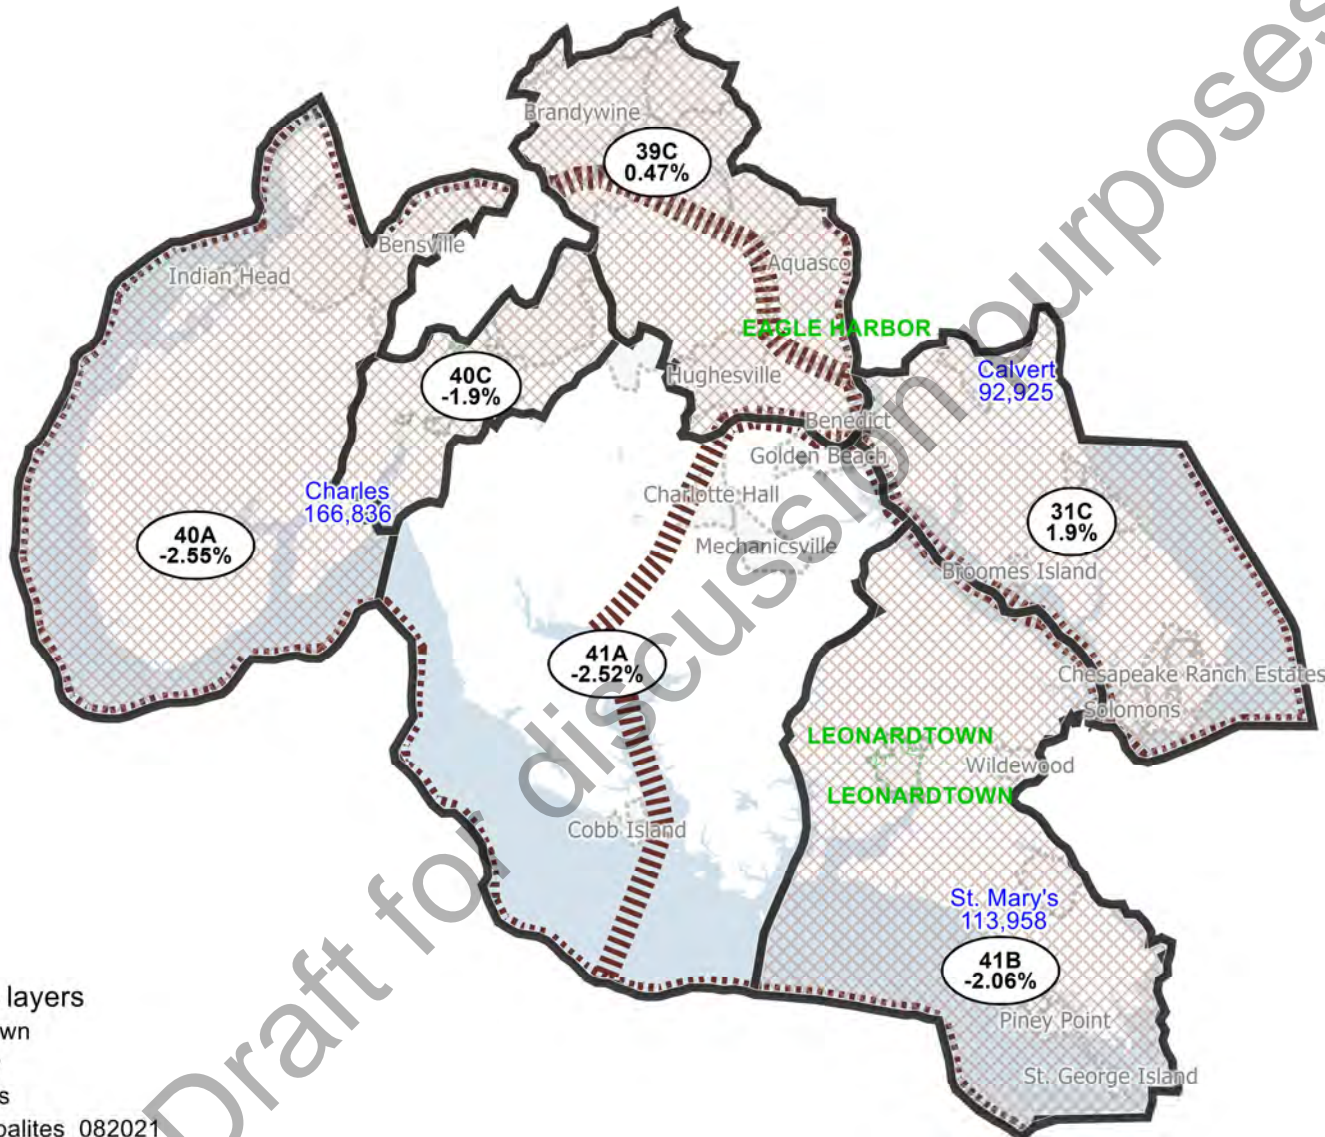 Brandywine
39C
0.47%
Bensville
Indian Head
Aquasco
EAGLE HARBOR
Calvert
92,925
Hughesville
40C
-1.9%
Benedict
Golden Beach
Charlotte Hall
Charles
166,836
31C
1.9%
40A
-2.55%
Mechanicsville
Broomes Island
41A
-2.52%
Chesapeake Ranch Estates
Solomons
LEONARDTOWN
Wildewood
LEONARDTOWN
Cobb Island
St. Mary's
113,958
41B
-2.06%
Piney Point
St. George Island
layers
wn
s
palites_082021
Draft for discussion purposes